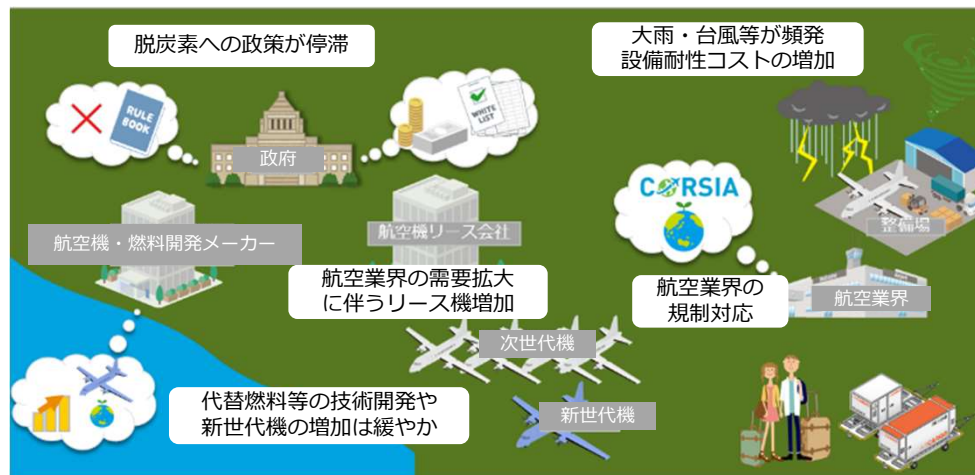 脱炭素への政策が停滞
大雨・台風等が頻発
設備耐性コストの増加
RULE
BOOK
WHITE
LIST
政府
CORSIA
航空機・燃料開発メーカー
航空機リース会社
整備場
航空業界の需要拡大
に伴うリース機増加
航空業界の
規制対応
航空業界
次世代機
代替燃料等の技術開発や
新世代機の増加は緩やか
新世代機